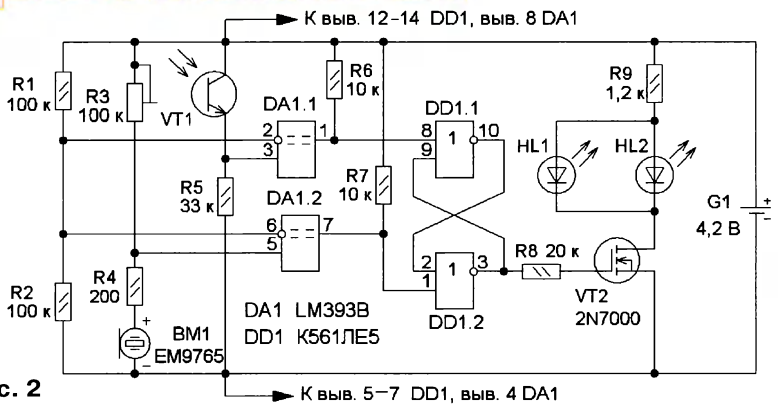 К выв. 12–14 DD1, выв. 8 DA1
R1
100 к
R3
100 к
VT1
R6
10 к
DA1.1
2
3
1
DD1.1
8
9
1
10
R9
1,2 к
HL1
HL2
R5
33 к
R7
10 к
DA1.2
6
5
7
G1
4,2 В
+
–
R2
100 к
R4
200
2
1
1
3
DD1.2
R8 20 к
VT2
2N7000
DA1 LM393B
DD1 К561ЛЕ5
BM1
EM9765
+
–
с. 2
К выв. 5–7 DD1, выв. 4 DA1